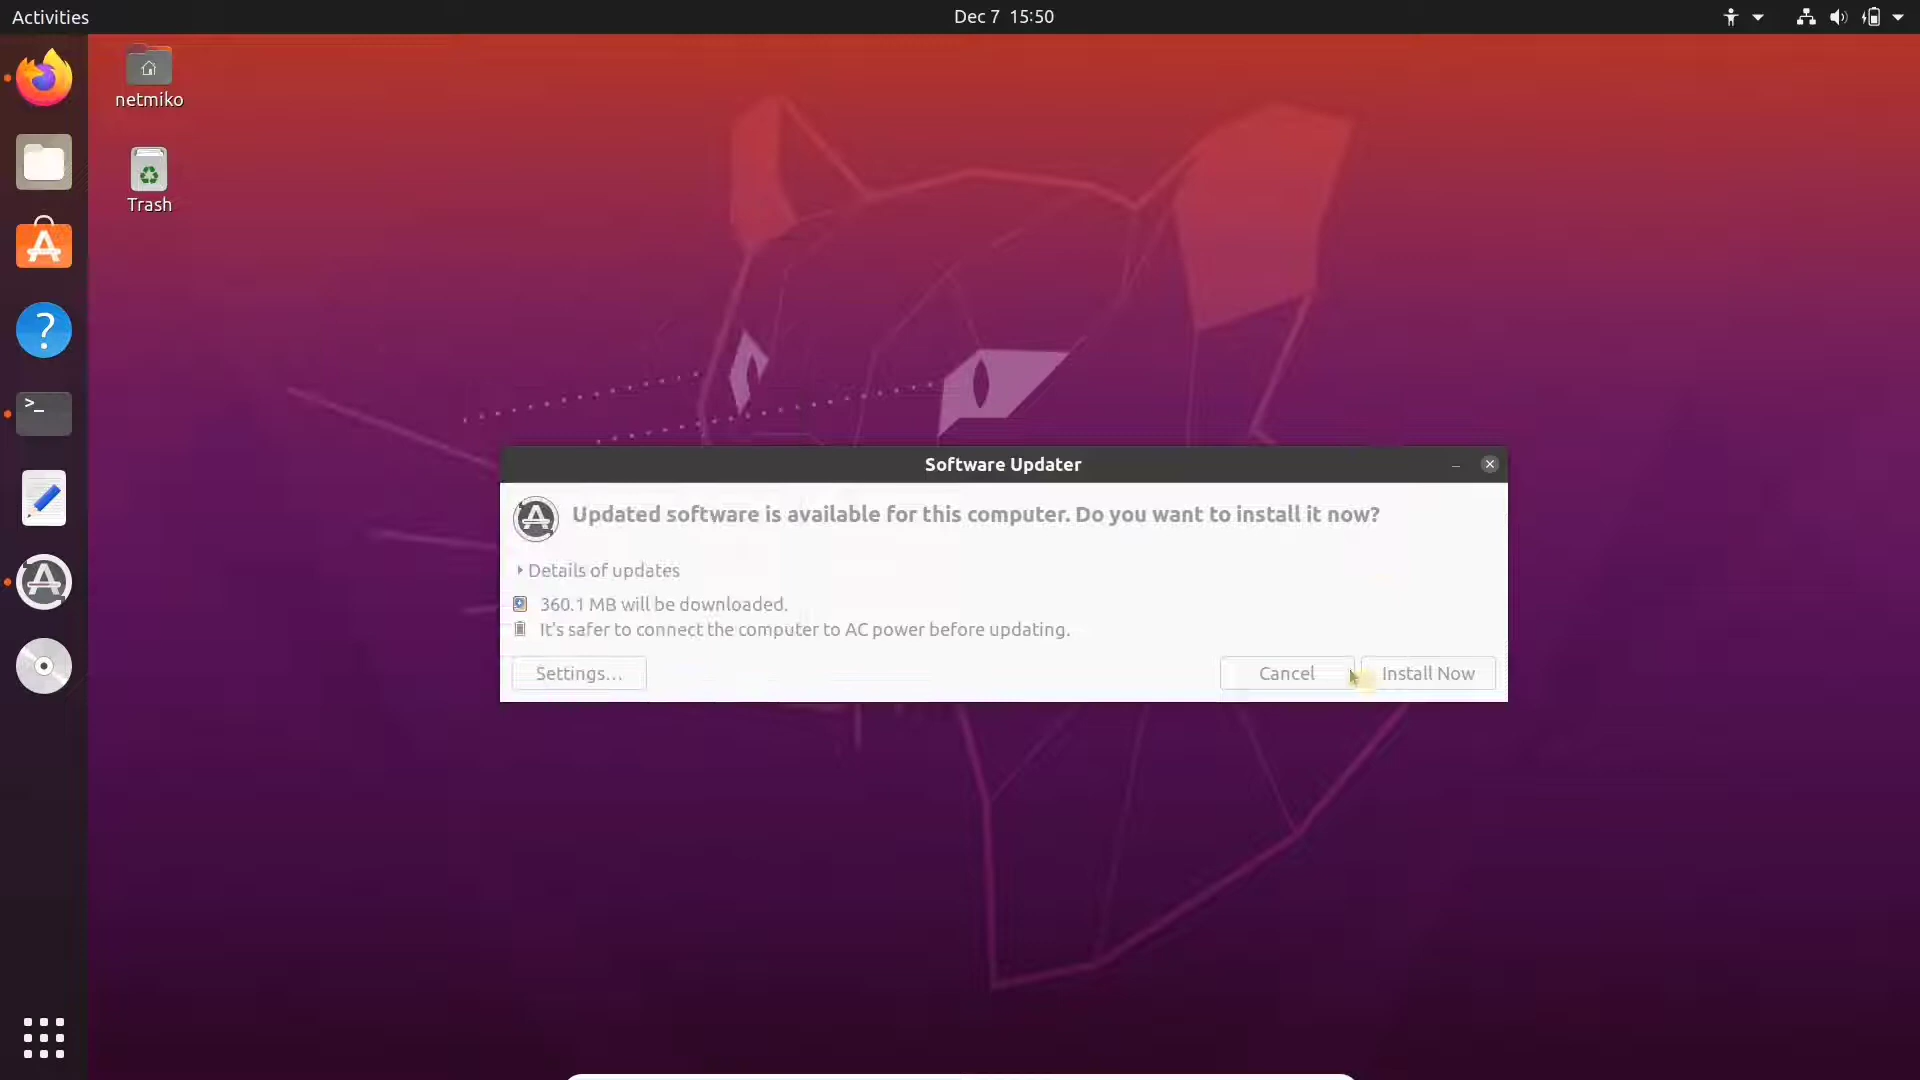 Activities
Dec 7 15:50
netmiko
Trash
Software Updater
Updated software is available for this computer. Do you want to install it now?
Details of updates
360.1 MB will be downloaded.
It's safer to connect the computer to AC power before updating.
Settings...
Cancel
Install Now